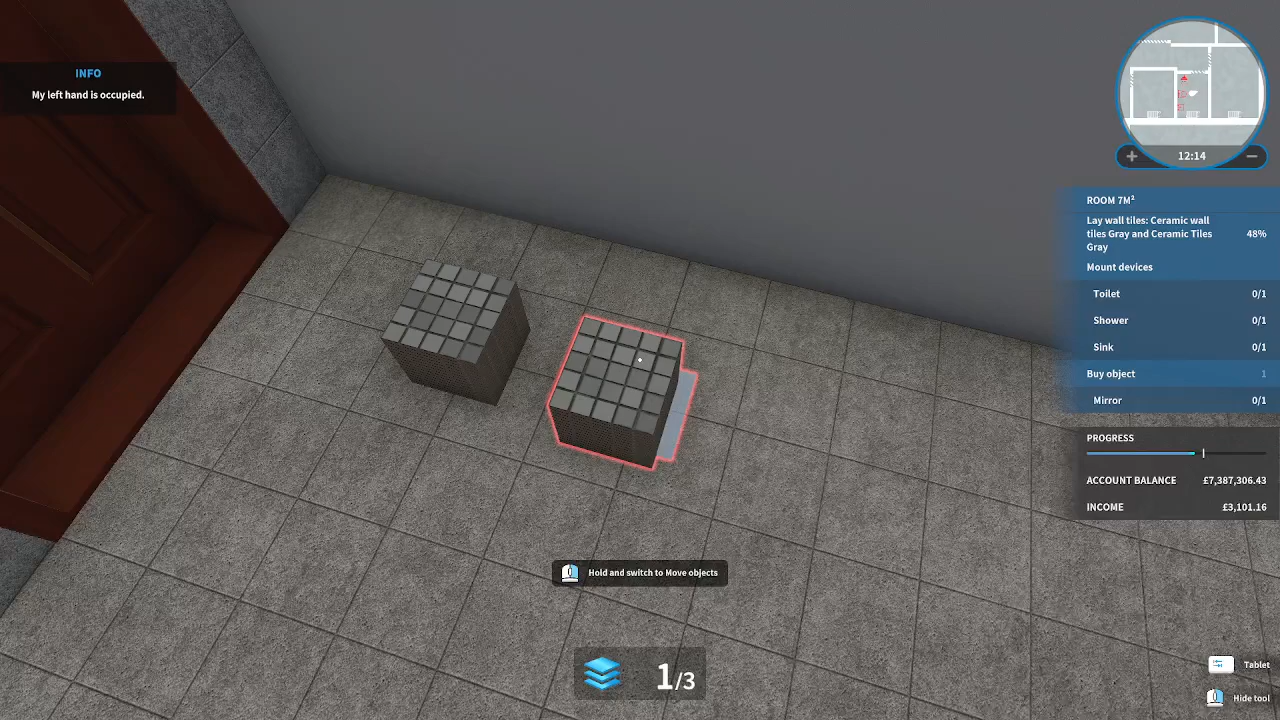 INFO
My left hand is occupied.
12:14
ROOM 7M²
Lay wall tiles: Ceramic wall
tiles Gray and Ceramic Tiles
Gray
48%
Mount devices
Toilet 0/1
Shower 0/1
Sink 0/1
Buy object 1
Mirror 0/1
PROGRESS
ACCOUNT BALANCE £7,387,306.43
INCOME £3,101.16
Hold and switch to Move objects
1/3
Tablet
Hide tool